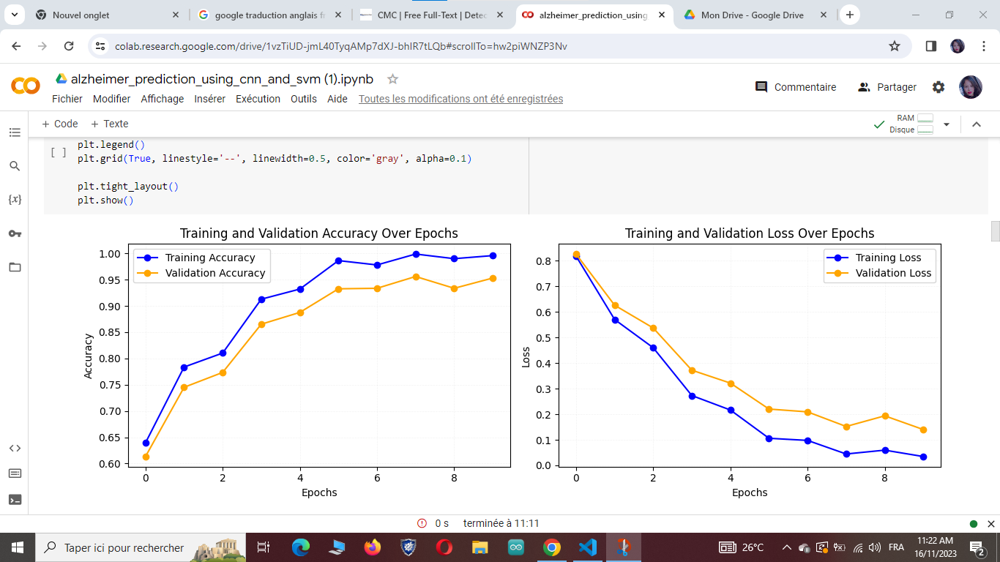 Nouvel onglet
google traduction anglais fr
CMC | Free Full-Text | Detec
alzheimer_prediction_using_
Mon Drive - Google Drive
colab.research.google.com/drive/1vzTiUD-jmL40TyqAMp7dXJ-bhIR7tLQb#scrollTo=hw2piWNZP3Nv
alzheimer_prediction_using_cnn_and_svm (1).ipynb
Commentaire
Partager
Fichier Modifier Affichage Insérer Exécution Outils Aide Toutes les modifications ont été enregistrées
+ Code + Texte
RAM
Disque
plt.legend()
[ ] plt.grid(True, linestyle='--', linewidth=0.5, color='gray', alpha=0.1)
plt.tight_layout()
plt.show()
{x}
Training and Validation Accuracy Over Epochs
Training Accuracy
Validation Accuracy
1.00
0.95
0.90
0.85
0.80
0.75
0.70
0.65
0.60
Accuracy
0 2 4 6 8
Epochs
Training and Validation Loss Over Epochs
Training Loss
Validation Loss
0.8
0.7
0.6
0.5
0.4
0.3
0.2
0.1
0.0
Loss
0 2 4 6 8
Epochs
0 s terminée à 11:11
Taper ici pour rechercher
26°C
FRA
11:22 AM
16/11/2023
2